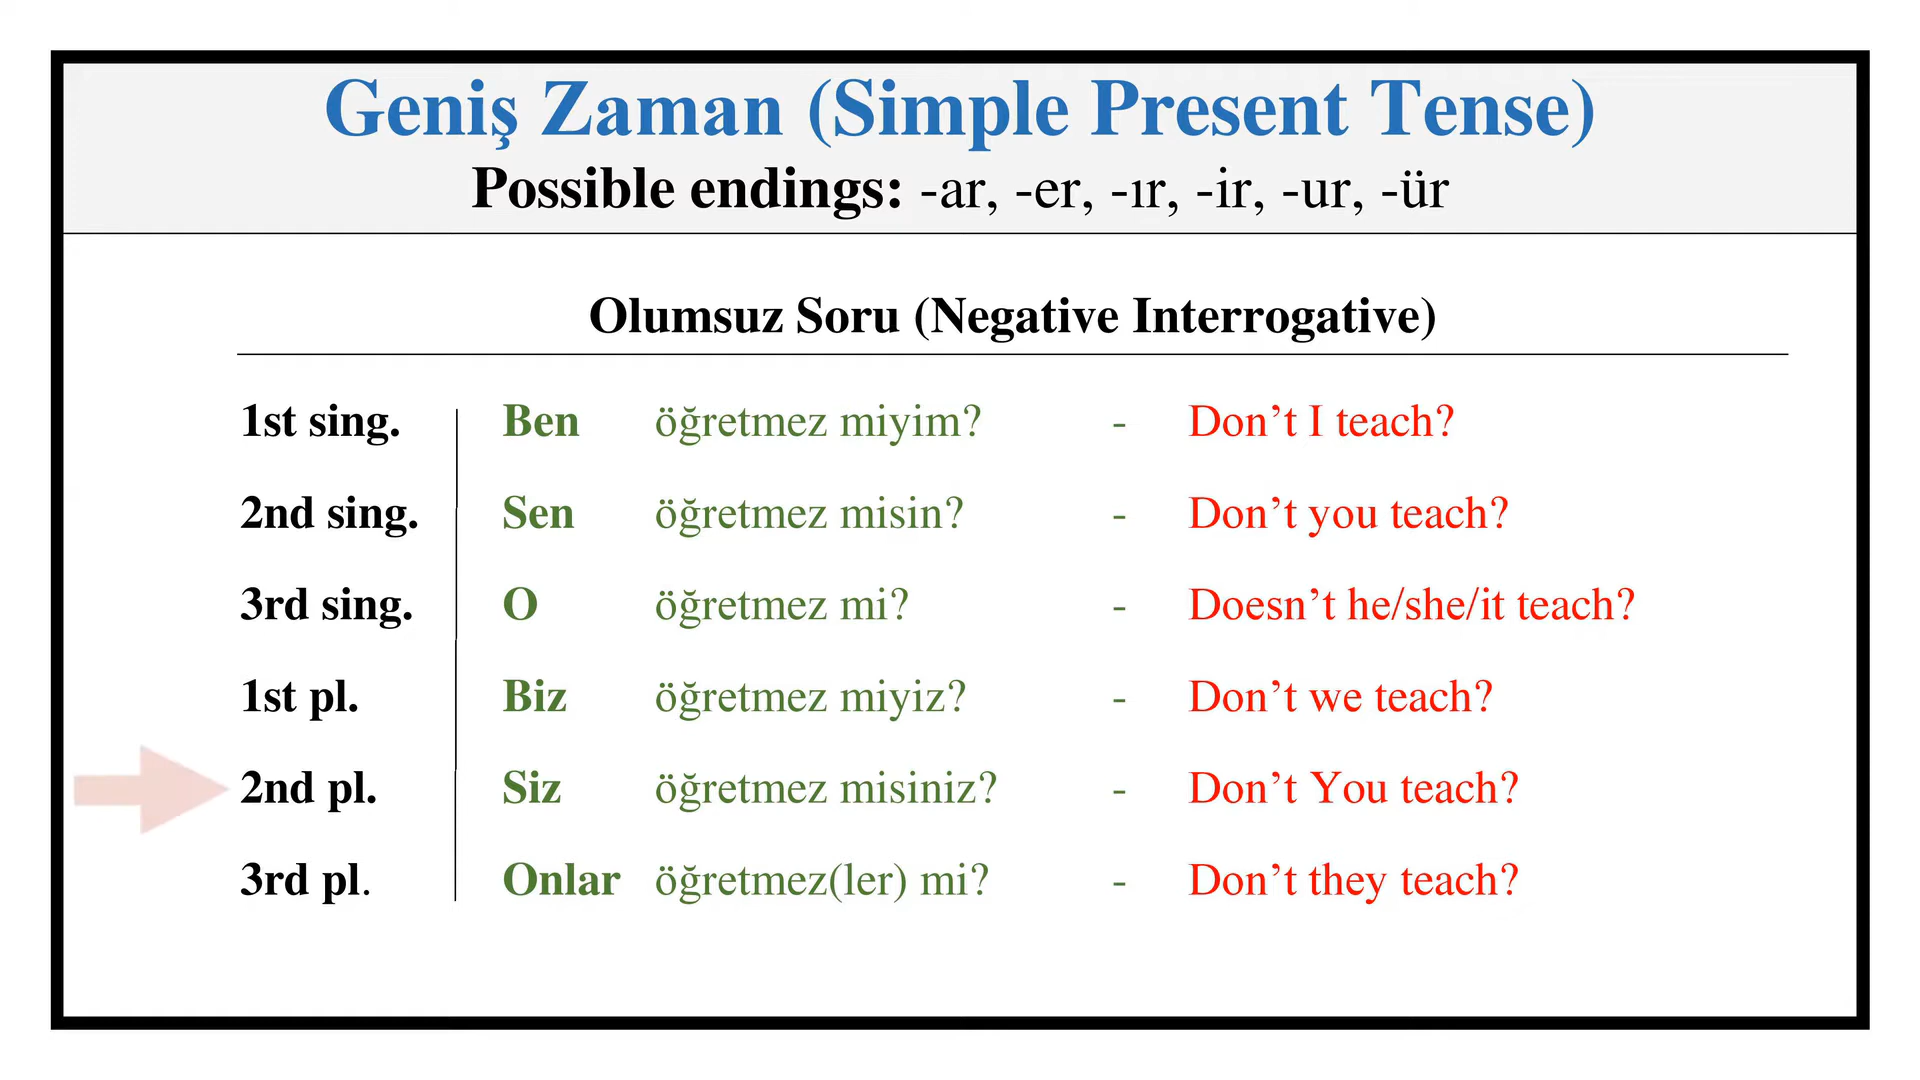 Geniş Zaman (Simple Present Tense)
Possible endings: -ar, -er, -ır, -ir, -ur, -ür
Olumsuz Soru (Negative Interrogative)
1st sing. Ben öğretmez miyim? - Don’t I teach?
2nd sing. Sen öğretmez misin? - Don’t you teach?
3rd sing. O öğretmez mi? - Doesn’t he/she/it teach?
1st pl. Biz öğretmez miyiz? - Don’t we teach?
2nd pl. Siz öğretmez misiniz? - Don’t You teach?
3rd pl. Onlar öğretmez(ler) mi? - Don’t they teach?